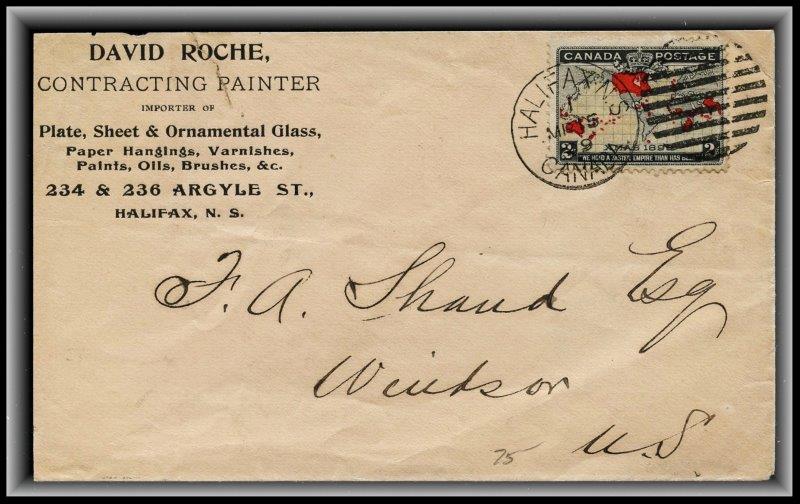 DAVID ROCHE,
CONTRACTING PAINTER
IMPORTER OF
Plate, Sheet & Ornamental Glass,
Paper Hangings, Varnishes,
Paints, Oils, Brushes, &c.
234 & 236 ARGYLE ST.,
HALIFAX, N. S.
CANADA POSTAGE
XMAS 1898
2 2
"WE HOLD A VASTER EMPIRE THAN HAS BEEN"
HALIFAX N.S.
CANADA
F. A. Shand Esq
Windsor
N.S
75